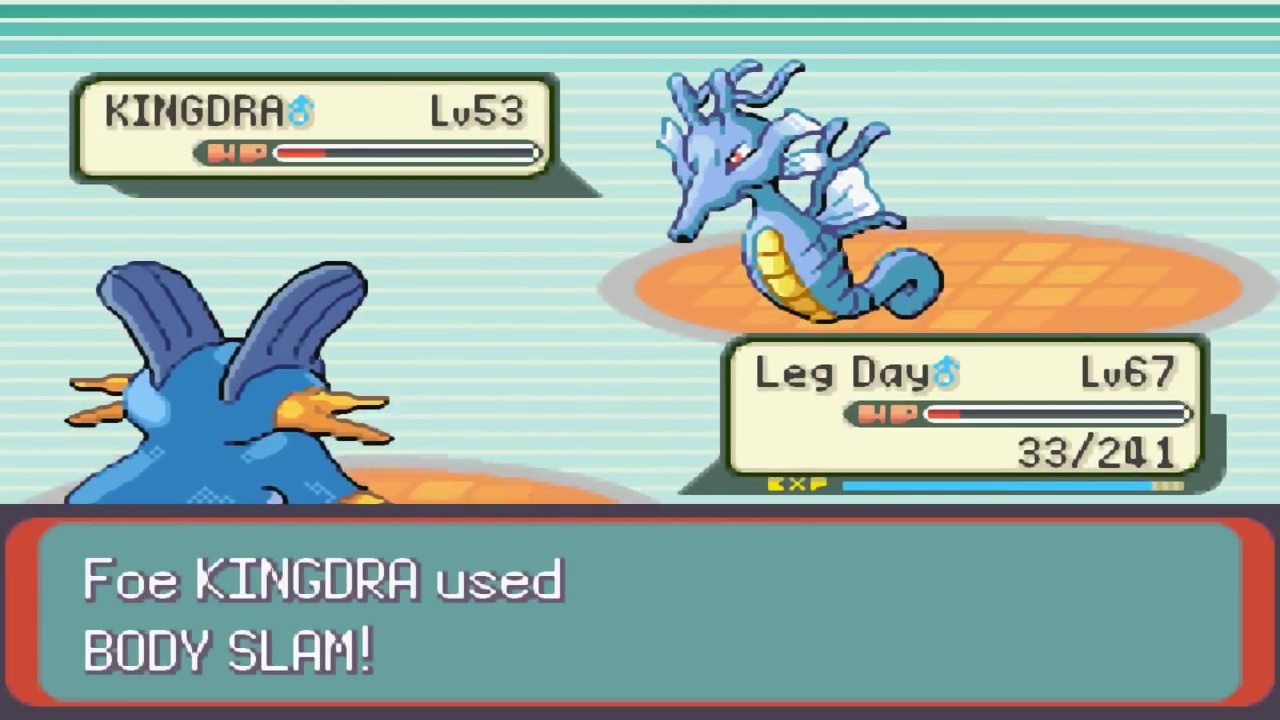 KINGDRA♂ Lv53
HP
Leg Day♂ Lv67
HP
33/241
EXP
Foe KINGDRA used
BODY SLAM!